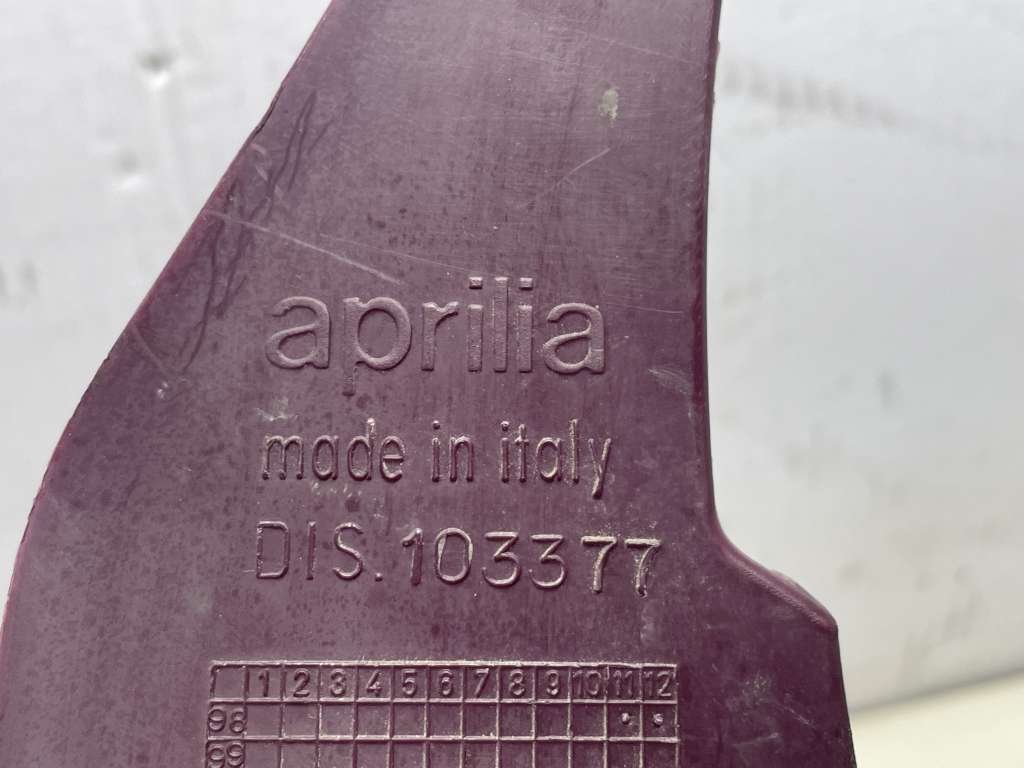 aprilia
made in italy
DIS. 103377
1 2 3 4 5 6 7 8 9 10 11 12
98
99